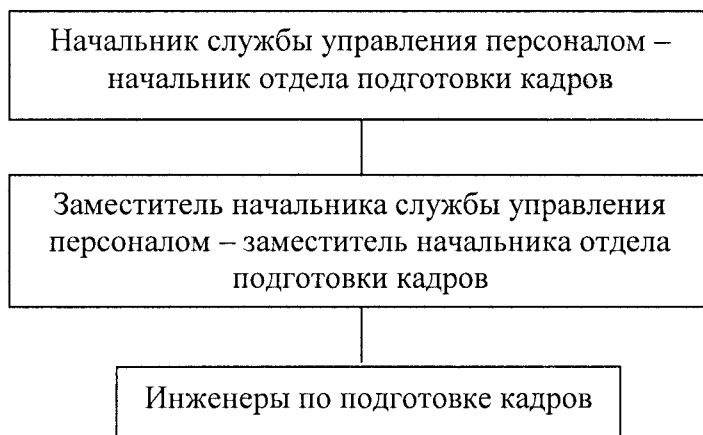 Начальник службы управления персоналом –
начальник отдела подготовки кадров
Заместитель начальника службы управления
персоналом – заместитель начальника отдела
подготовки кадров
Инженеры по подготовке кадров